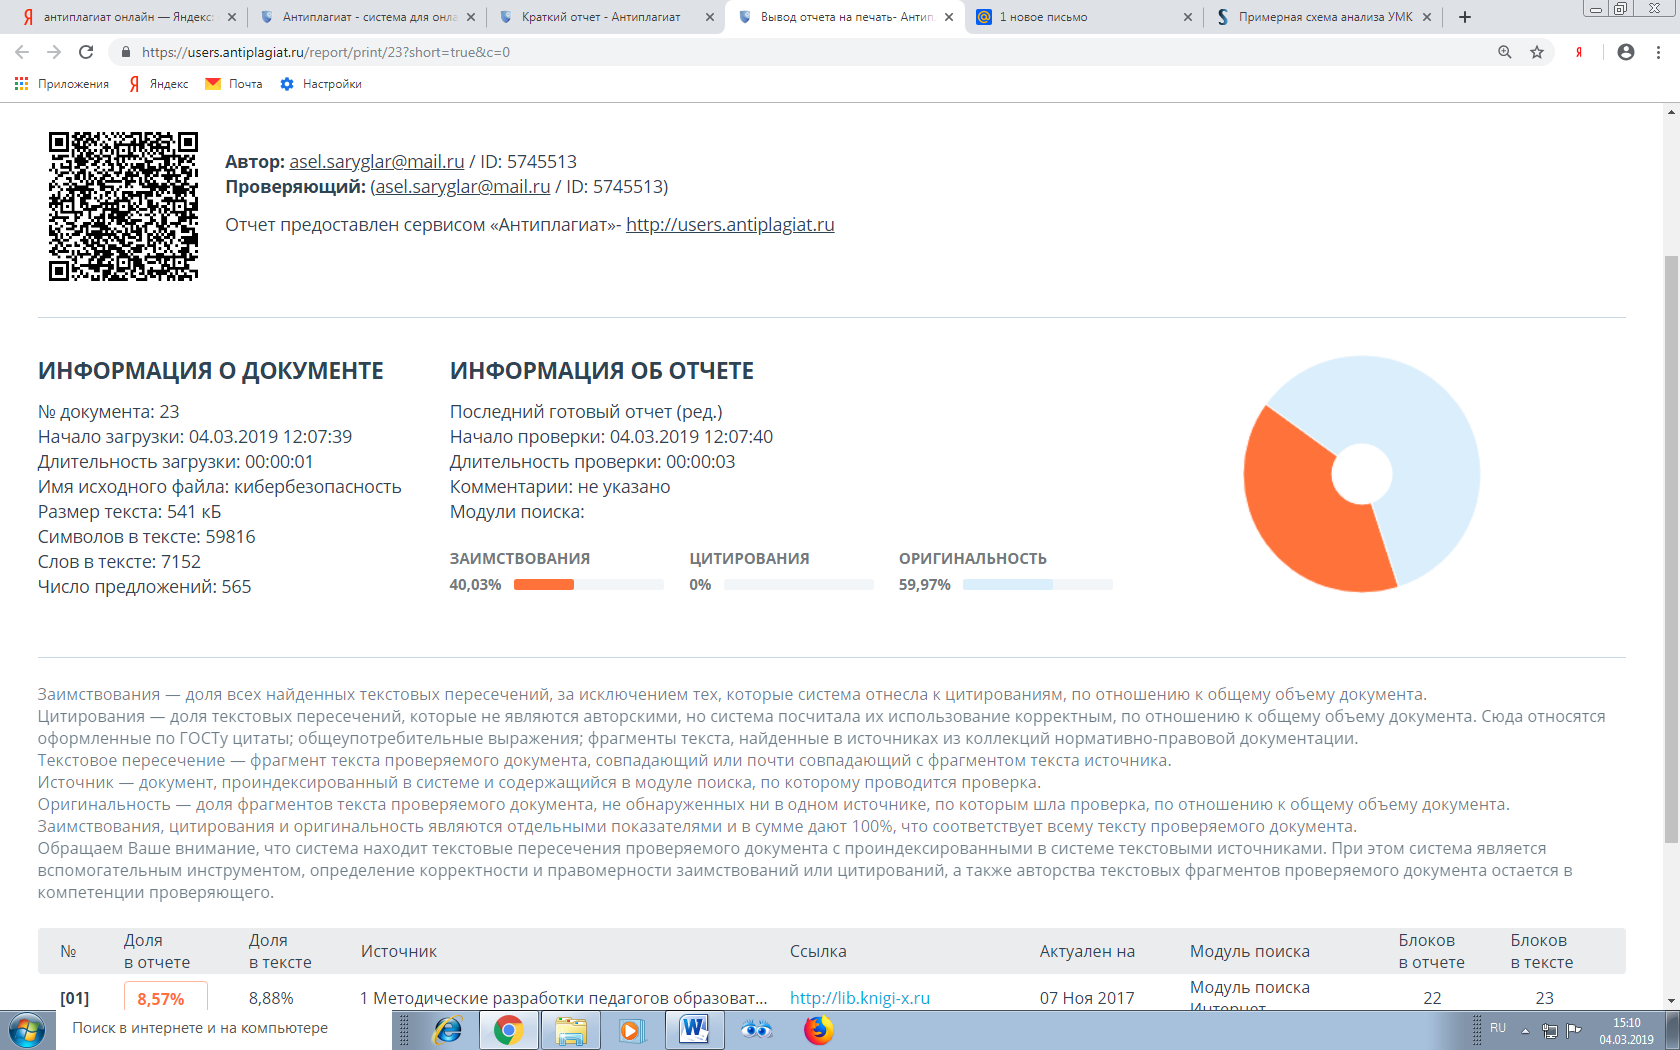 антиплагиат онлайн — Яндекс:
Антиплагиат - система для онла
Краткий отчет - Антиплагиат
Вывод отчета на печать- Антип
1 новое письмо
Примерная схема анализа УМК
https://users.antiplagiat.ru/report/print/23?short=true&c=0
Приложения
Яндекс
Почта
Настройки
Автор: asel.saryglar@mail.ru / ID: 5745513
Проверяющий: (asel.saryglar@mail.ru / ID: 5745513)
Отчет предоставлен сервисом «Антиплагиат»- http://users.antiplagiat.ru
ИНФОРМАЦИЯ О ДОКУМЕНТЕ
№ документа: 23
Начало загрузки: 04.03.2019 12:07:39
Длительность загрузки: 00:00:01
Имя исходного файла: кибербезопасность
Размер текста: 541 кБ
Символов в тексте: 59816
Слов в тексте: 7152
Число предложений: 565
ИНФОРМАЦИЯ ОБ ОТЧЕТЕ
Последний готовый отчет (ред.)
Начало проверки: 04.03.2019 12:07:40
Длительность проверки: 00:00:03
Комментарии: не указано
Модули поиска:
ЗАИМСТВОВАНИЯ
40,03%
ЦИТИРОВАНИЯ
0%
ОРИГИНАЛЬНОСТЬ
59,97%
Заимствования — доля всех найденных текстовых пересечений, за исключением тех, которые система отнесла к цитированиям, по отношению к общему объему документа.
Цитирования — доля текстовых пересечений, которые не являются авторскими, но система посчитала их использование корректным, по отношению к общему объему документа. Сюда относятся
оформленные по ГОСТу цитаты; общеупотребительные выражения; фрагменты текста, найденные в источниках из коллекций нормативно-правовой документации.
Текстовое пересечение — фрагмент текста проверяемого документа, совпадающий или почти совпадающий с фрагментом текста источника.
Источник — документ, проиндексированный в системе и содержащийся в модуле поиска, по которому проводится проверка.
Оригинальность — доля фрагментов текста проверяемого документа, не обнаруженных ни в одном источнике, по которым шла проверка, по отношению к общему объему документа.
Заимствования, цитирования и оригинальность являются отдельными показателями и в сумме дают 100%, что соответствует всему тексту проверяемого документа.
Обращаем Ваше внимание, что система находит текстовые пересечения проверяемого документа с проиндексированными в системе текстовыми источниками. При этом система является
вспомогательным инструментом, определение корректности и правомерности заимствований или цитирований, а также авторства текстовых фрагментов проверяемого документа остается в
компетенции проверяющего.
№
Доля
в отчете
Доля
в тексте
Источник
Ссылка
Актуален на
Модуль поиска
Блоков
в отчете
Блоков
в тексте
[01]
8,57%
8,88%
1 Методические разработки педагогов образоват...
http://lib.knigi-x.ru
07 Ноя 2017
Модуль поиска
Интернет
22
23
Поиск в интернете и на компьютере
RU
15:10
04.03.2019